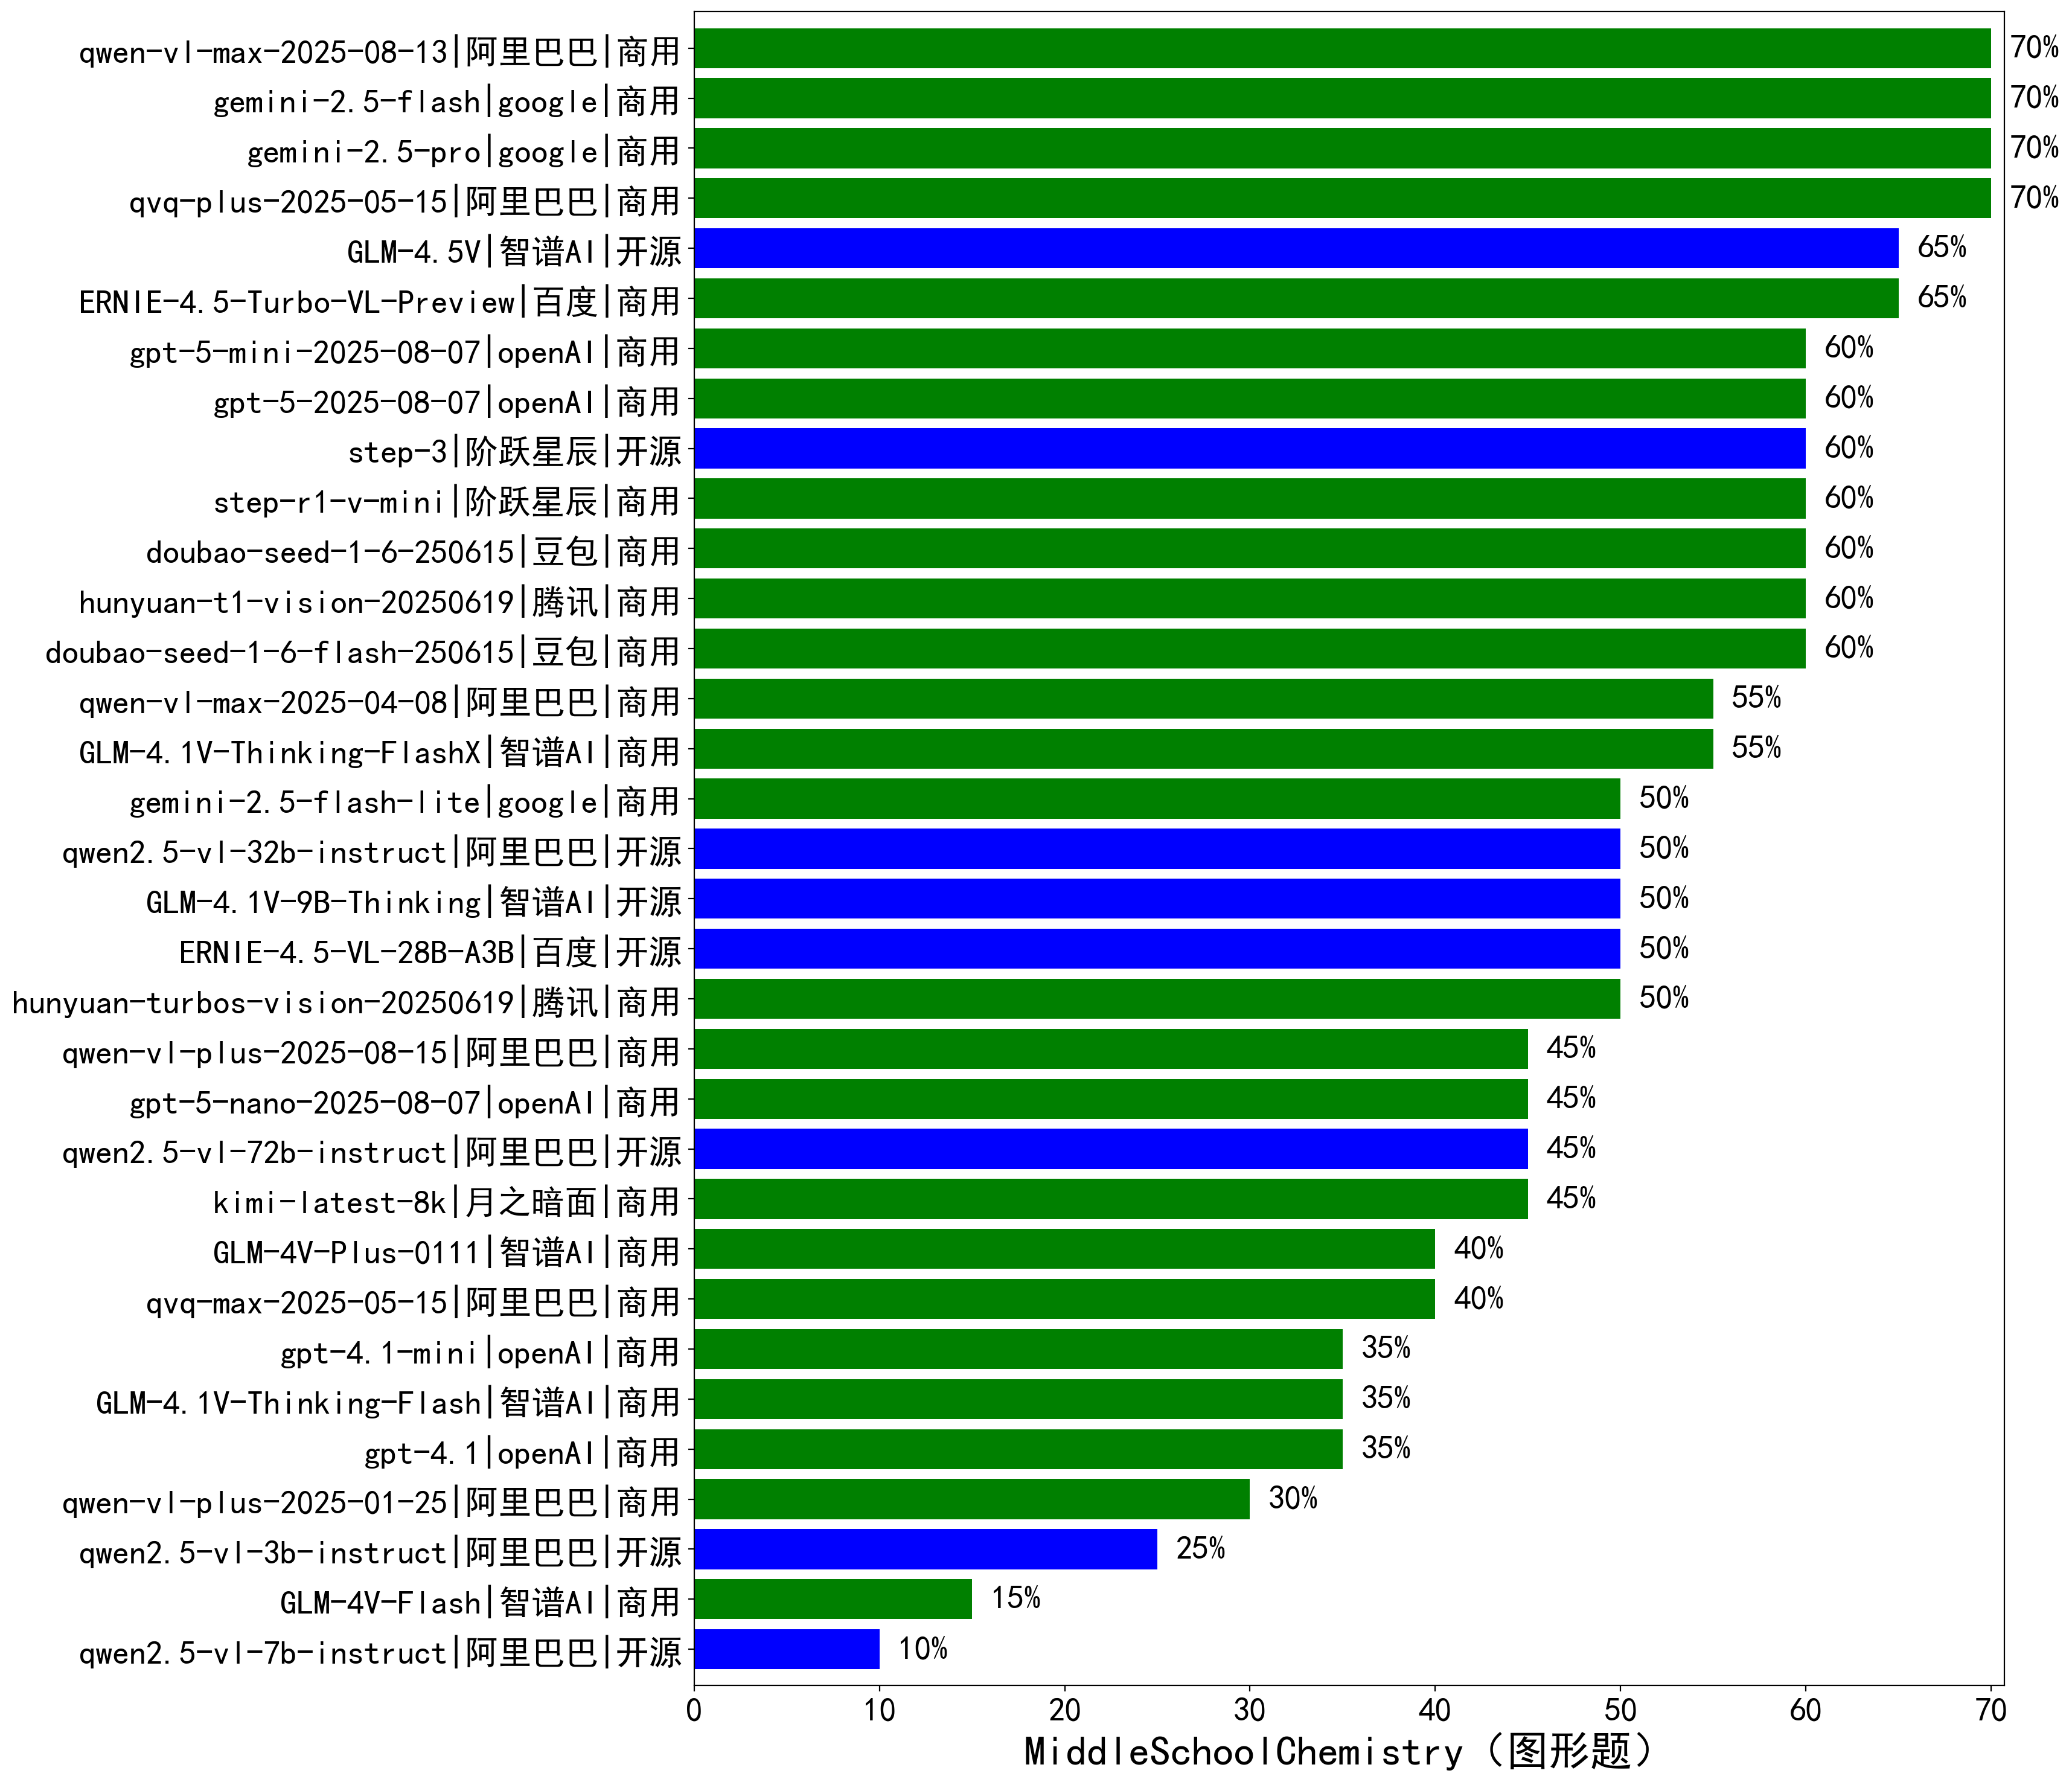 qwen-vl-max-2025-08-13|阿里巴巴|商用 70%
gemini-2.5-flash|google|商用 70%
gemini-2.5-pro|google|商用 70%
qvq-plus-2025-05-15|阿里巴巴|商用 70%
GLM-4.5V|智谱AI|开源 65%
ERNIE-4.5-Turbo-VL-Preview|百度|商用 65%
gpt-5-mini-2025-08-07|openAI|商用 60%
gpt-5-2025-08-07|openAI|商用 60%
step-3|阶跃星辰|开源 60%
step-r1-v-mini|阶跃星辰|商用 60%
doubao-seed-1-6-250615|豆包|商用 60%
hunyuan-t1-vision-20250619|腾讯|商用 60%
doubao-seed-1-6-flash-250615|豆包|商用 60%
qwen-vl-max-2025-04-08|阿里巴巴|商用 55%
GLM-4.1V-Thinking-FlashX|智谱AI|商用 55%
gemini-2.5-flash-lite|google|商用 50%
qwen2.5-vl-32b-instruct|阿里巴巴|开源 50%
GLM-4.1V-9B-Thinking|智谱AI|开源 50%
ERNIE-4.5-VL-28B-A3B|百度|开源 50%
hunyuan-turbos-vision-20250619|腾讯|商用 50%
qwen-vl-plus-2025-08-15|阿里巴巴|商用 45%
gpt-5-nano-2025-08-07|openAI|商用 45%
qwen2.5-vl-72b-instruct|阿里巴巴|开源 45%
kimi-latest-8k|月之暗面|商用 45%
GLM-4V-Plus-0111|智谱AI|商用 40%
qvq-max-2025-05-15|阿里巴巴|商用 40%
gpt-4.1-mini|openAI|商用 35%
GLM-4.1V-Thinking-Flash|智谱AI|商用 35%
gpt-4.1|openAI|商用 35%
qwen-vl-plus-2025-01-25|阿里巴巴|商用 30%
qwen2.5-vl-3b-instruct|阿里巴巴|开源 25%
GLM-4V-Flash|智谱AI|商用 15%
qwen2.5-vl-7b-instruct|阿里巴巴|开源 10%
0 10 20 30 40 50 60 70
MiddleSchoolChemistry（图形题）